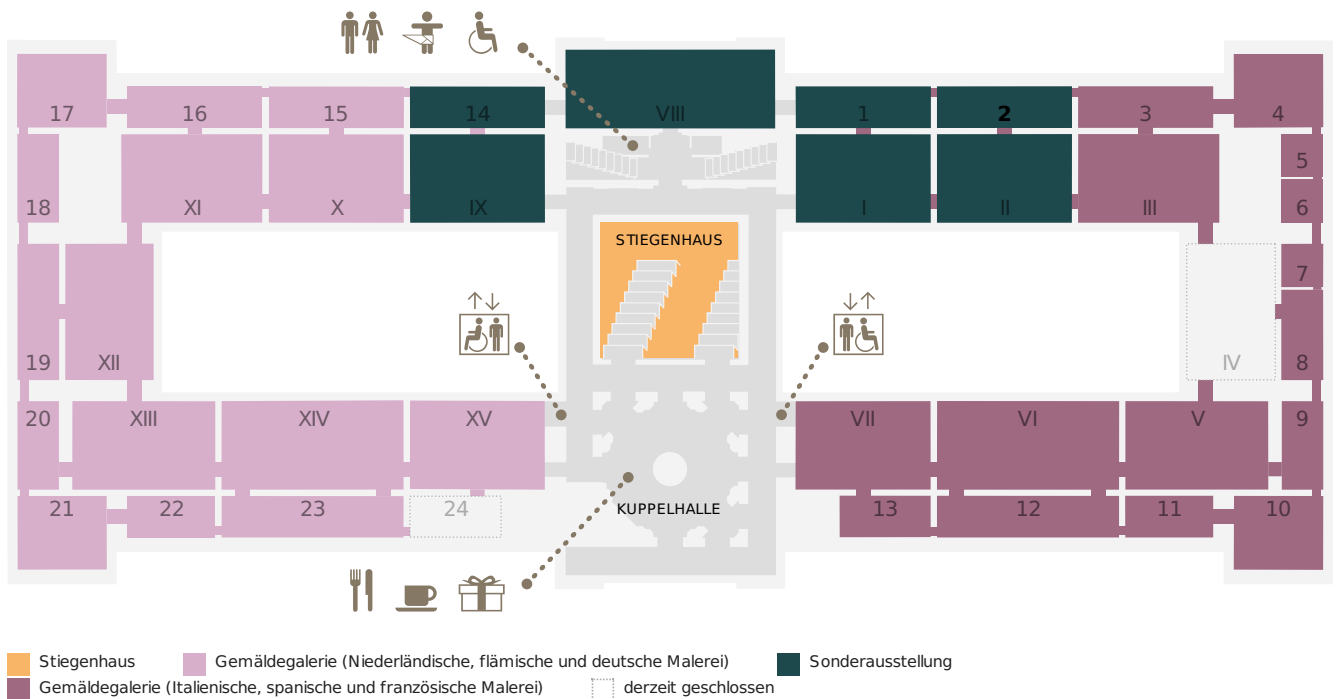 17 16 15 14 VIII 1 2 3 4
5
18 XI X IX I II III 6
STIEGENHAUS
7
19 XII IV 8
20 XIII XIV XV VII VI V 9
21 22 23 24 KUPPELHALLE 13 12 11 10
Stiegenhaus
Gemäldegalerie (Niederländische, flämische und deutsche Malerei)
Sonderausstellung
Gemäldegalerie (Italienische, spanische und französische Malerei)
derzeit geschlossen